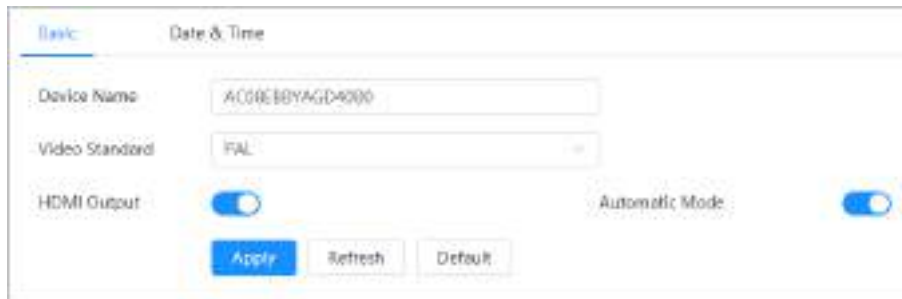 Basic Date & Time
Device Name
Video Standard PAL
HDMI Output Automatic Mode
Apply Refresh Default